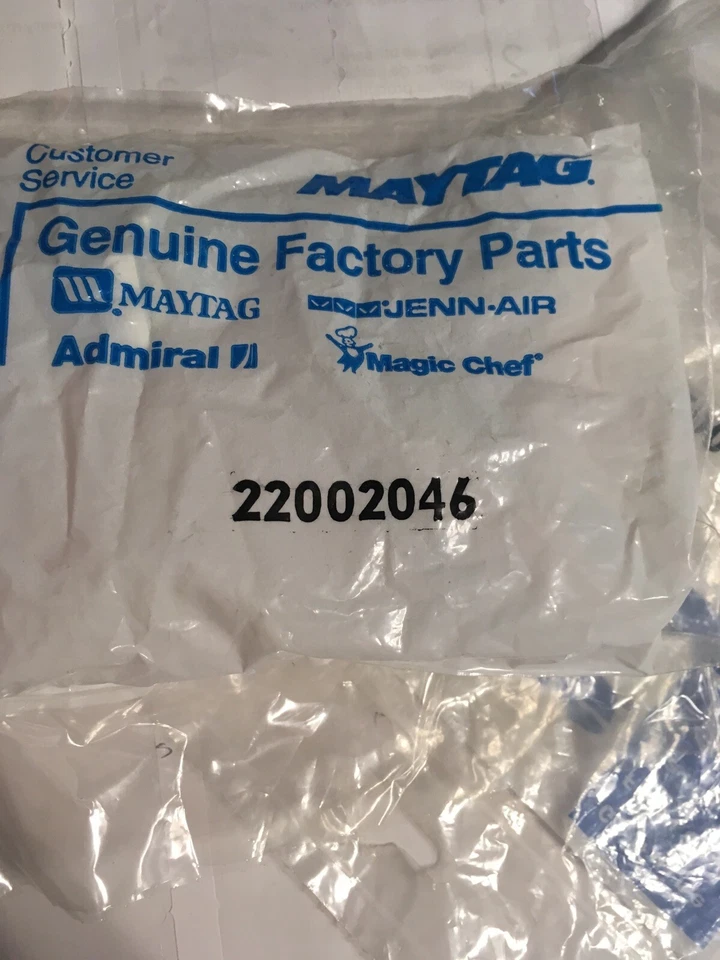 Customer
Service
MAYTAG.
Genuine Factory Parts
MAYTAG
JENN-AIR
Admiral
Magic Chef
22002046